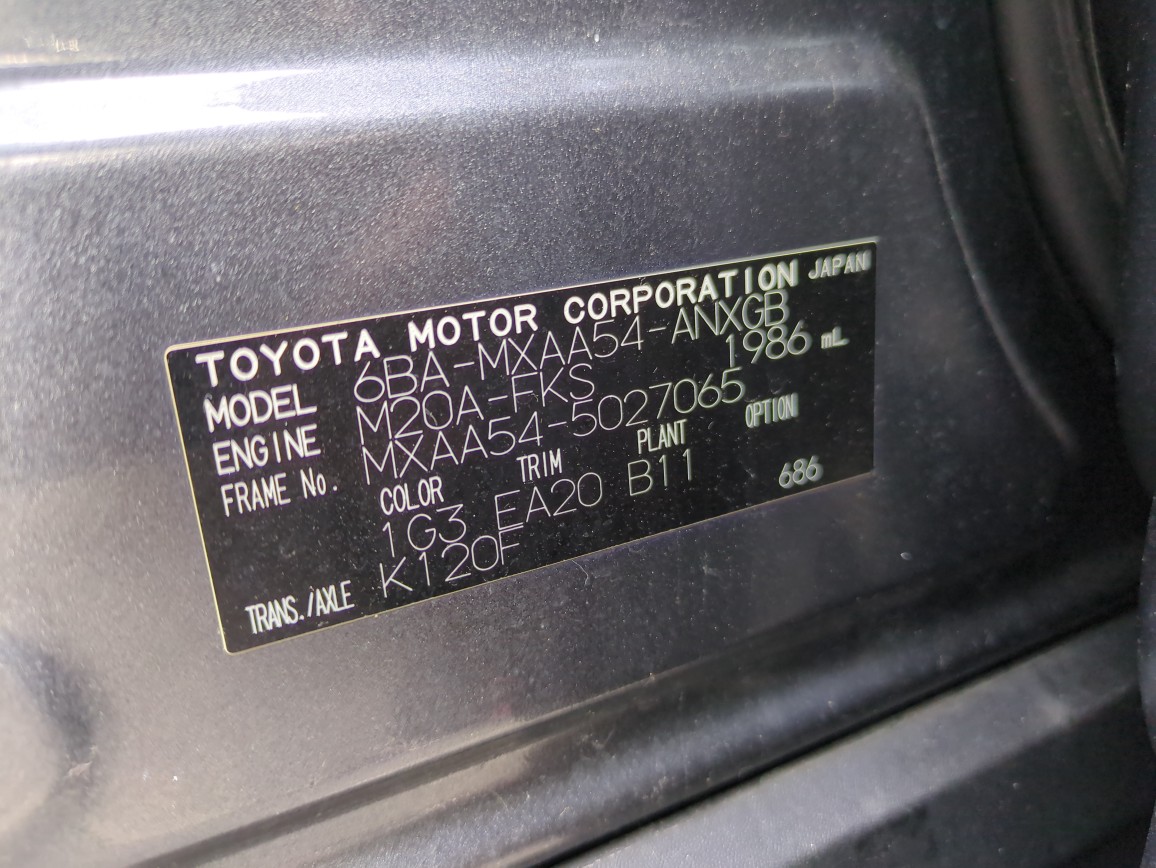 TOYOTA MOTOR CORPORATION JAPAN
MODEL 6BA-MXAA54-ANXGB
ENGINE M20A-FKS 1986 mL
FRAME No. MXAA54-5027065
COLOR TRIM PLANT OPTION
1G3 EA20 B11 686
TRANS./AXLE K120F